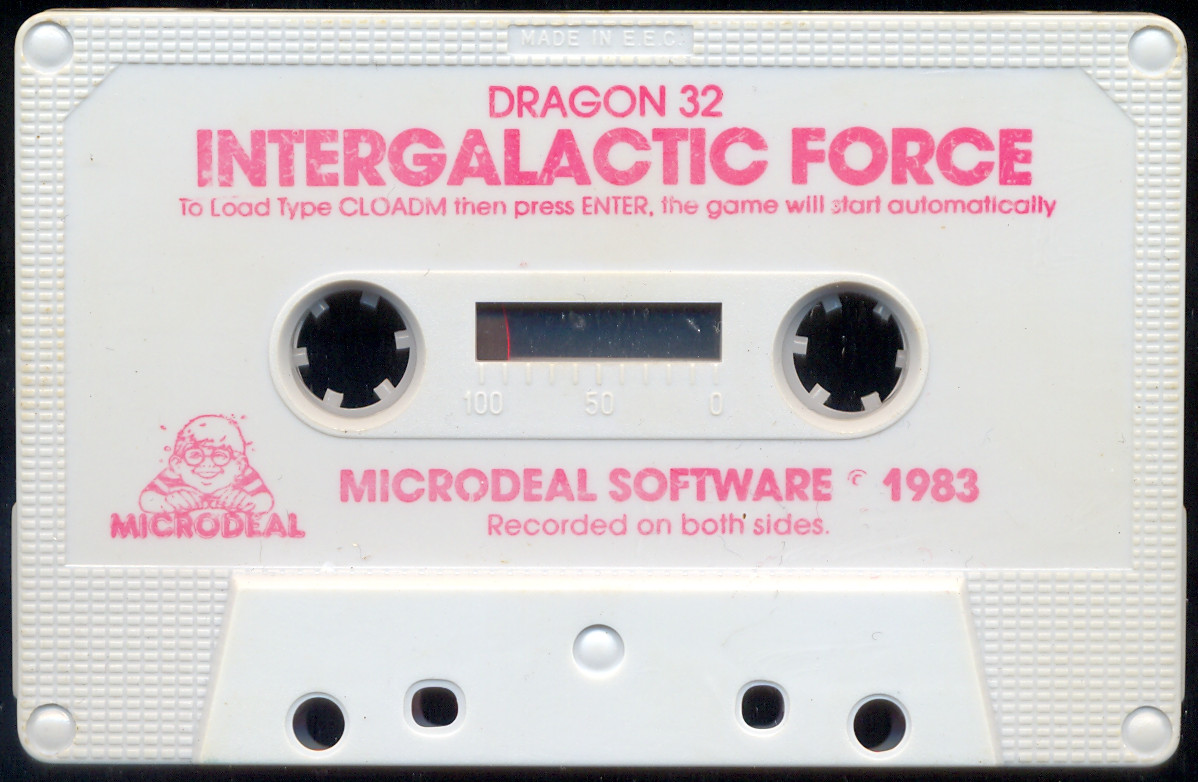 MADE IN E.E.C.
DRAGON 32
INTERGALACTIC FORCE
To Load Type CLOADM then press ENTER, the game will start automatically
100 50 0
MICRODEAL SOFTWARE © 1983
MICRODEAL
Recorded on both sides.